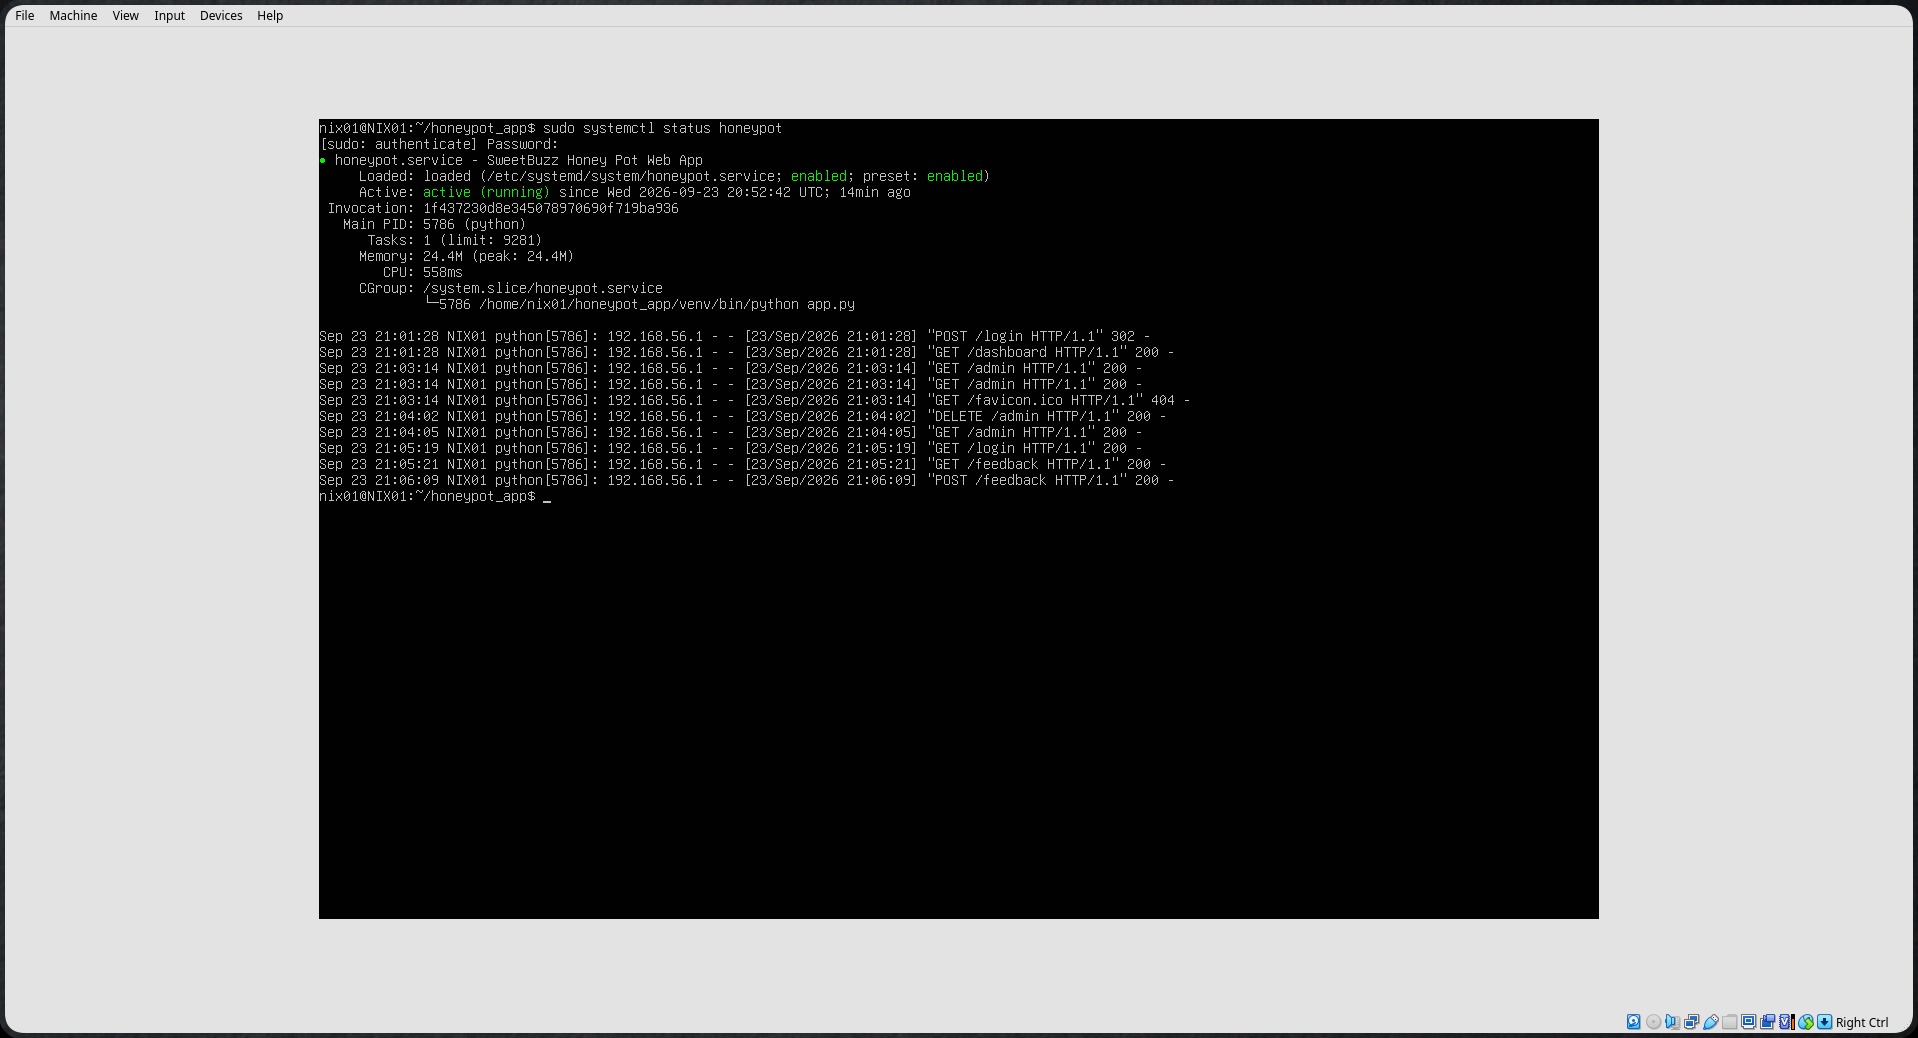 File Machine View Input Devices Help
nix01@NIX01:~/honeypot_app$ sudo systemctl status honeypot
[sudo: authenticate] Password:
● honeypot.service - SweetBuzz Honey Pot Web App
Loaded: loaded (/etc/systemd/system/honeypot.service; enabled; preset: enabled)
Active: active (running) since Wed 2026-09-23 20:52:42 UTC; 14min ago
Invocation: 1f437230d8e345078970690f719ba936
Main PID: 5786 (python)
Tasks: 1 (limit: 9281)
Memory: 24.4M (peak: 24.4M)
CPU: 558ms
CGroup: /system.slice/honeypot.service
└─5786 /home/nix01/honeypot_app/venv/bin/python app.py
Sep 23 21:01:28 NIX01 python[5786]: 192.168.56.1 - - [23/Sep/2026 21:01:28] "POST /login HTTP/1.1" 302 -
Sep 23 21:01:28 NIX01 python[5786]: 192.168.56.1 - - [23/Sep/2026 21:01:28] "GET /dashboard HTTP/1.1" 200 -
Sep 23 21:03:14 NIX01 python[5786]: 192.168.56.1 - - [23/Sep/2026 21:03:14] "GET /admin HTTP/1.1" 200 -
Sep 23 21:03:14 NIX01 python[5786]: 192.168.56.1 - - [23/Sep/2026 21:03:14] "GET /admin HTTP/1.1" 200 -
Sep 23 21:03:14 NIX01 python[5786]: 192.168.56.1 - - [23/Sep/2026 21:03:14] "GET /favicon.ico HTTP/1.1" 404 -
Sep 23 21:04:02 NIX01 python[5786]: 192.168.56.1 - - [23/Sep/2026 21:04:02] "DELETE /admin HTTP/1.1" 200 -
Sep 23 21:04:05 NIX01 python[5786]: 192.168.56.1 - - [23/Sep/2026 21:04:05] "GET /admin HTTP/1.1" 200 -
Sep 23 21:05:19 NIX01 python[5786]: 192.168.56.1 - - [23/Sep/2026 21:05:19] "GET /login HTTP/1.1" 200 -
Sep 23 21:05:21 NIX01 python[5786]: 192.168.56.1 - - [23/Sep/2026 21:05:21] "GET /feedback HTTP/1.1" 200 -
Sep 23 21:06:09 NIX01 python[5786]: 192.168.56.1 - - [23/Sep/2026 21:06:09] "POST /feedback HTTP/1.1" 200 -
nix01@NIX01:~/honeypot_app$ _
Right Ctrl